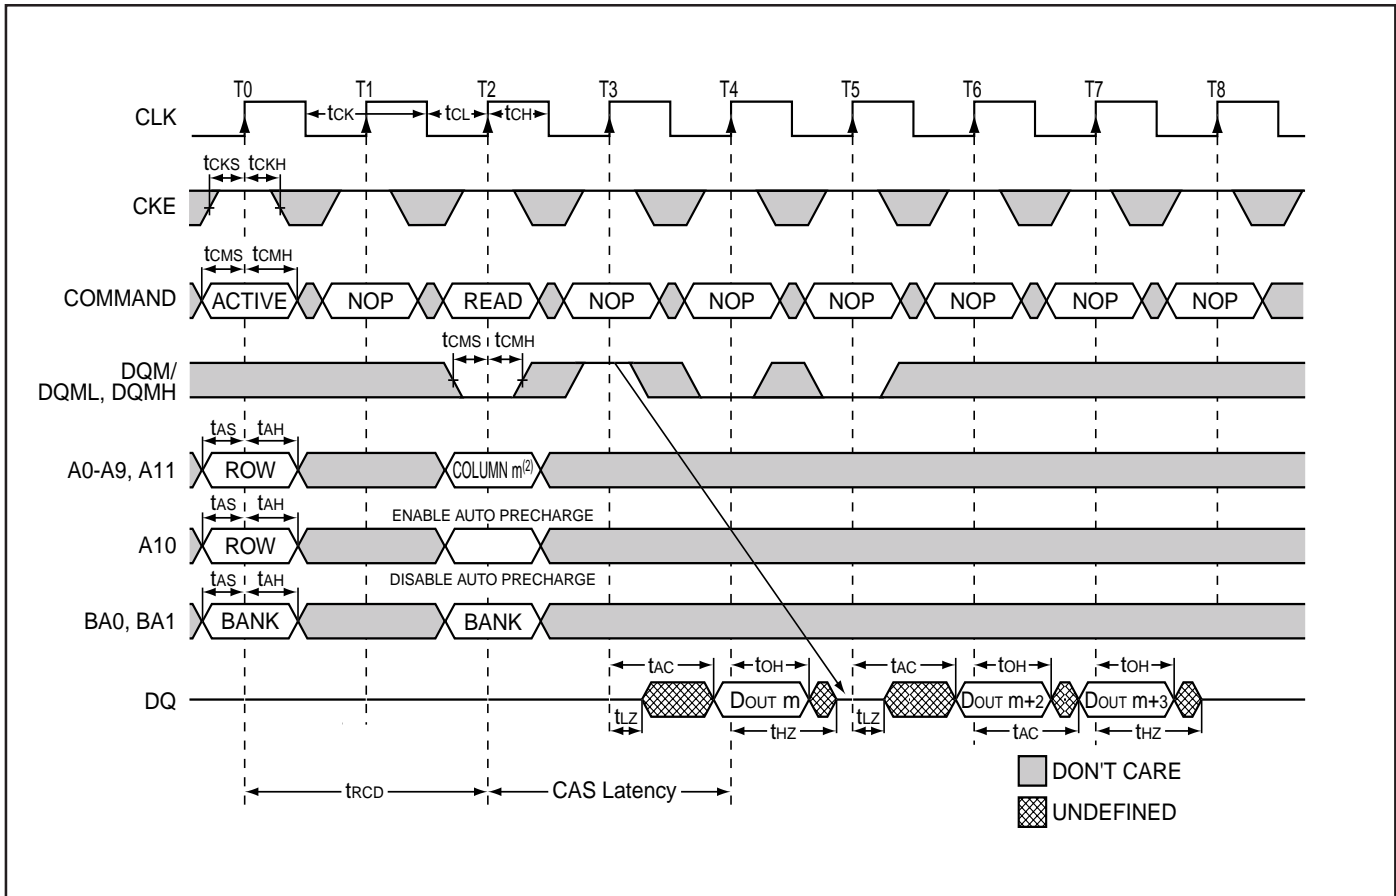 T0 T1 T2 T3 T4 T5 T6 T7 T8
CLK tCK tCL tCH
tCKS tCKH
CKE
tCMS tCMH
COMMAND ACTIVE NOP READ NOP NOP NOP NOP NOP NOP
tCMS tCMH
DQM/
DQML, DQMH
tAS tAH
A0-A9, A11 ROW COLUMN m(2)
tAS tAH ENABLE AUTO PRECHARGE
A10 ROW
tAS tAH DISABLE AUTO PRECHARGE
BA0, BA1 BANK BANK
tAC tOH tAC tOH tOH
DQ DOUT m DOUT m+2 DOUT m+3
tLZ tHZ tLZ tAC tHZ
DON'T CARE
tRCD CAS Latency
UNDEFINED